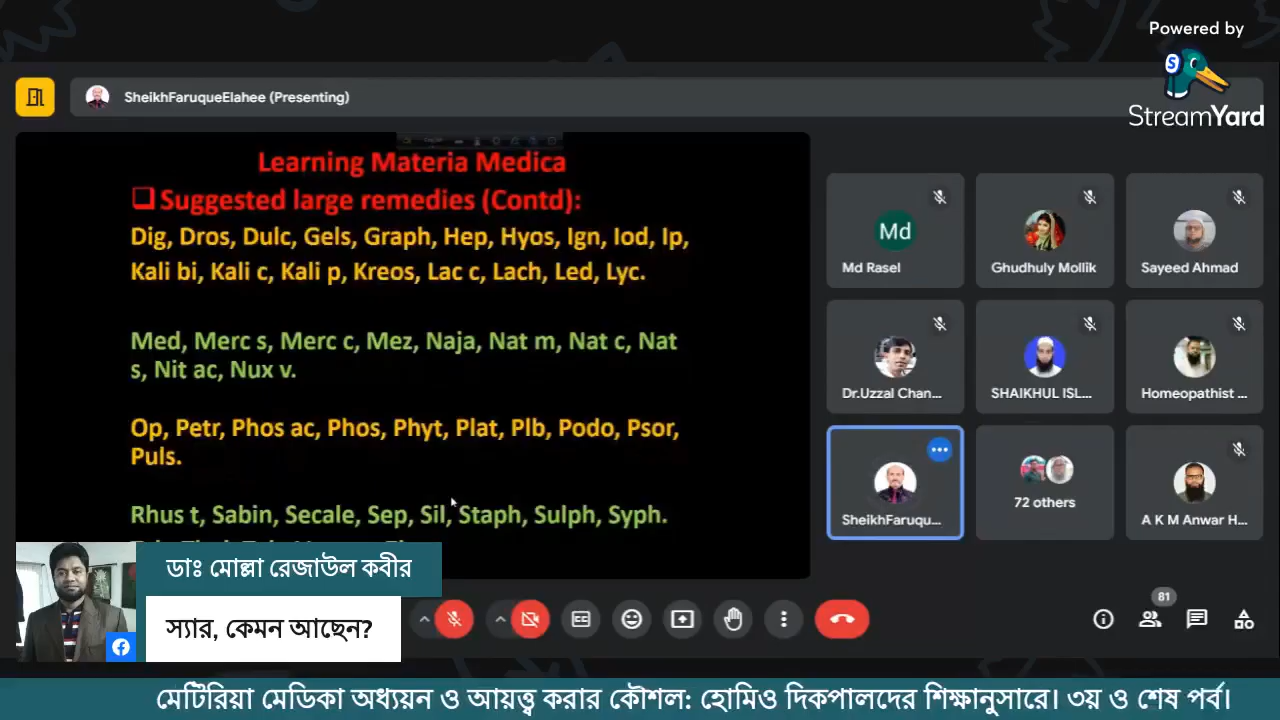 Powered by
StreamYard
SheikhFaruqueElahee (Presenting)
Learning Materia Medica
Suggested large remedies (Contd):
Dig, Dros, Dulc, Gels, Graph, Hep, Hyos, Ign, Iod, Ip,
Kali bi, Kali c, Kali p, Kreos, Lac c, Lach, Led, Lyc.
Med, Merc s, Merc c, Mez, Naja, Nat m, Nat c, Nat
s, Nit ac, Nux v.
Op, Petr, Phos ac, Phos, Phyt, Plat, Plb, Podo, Psor,
Puls.
Rhus t, Sabin, Secale, Sep, Sil, Staph, Sulph, Syph.
Md
Md Rasel
Ghudhuly Mollik
Sayeed Ahmad
Dr.Uzzal Chan...
SHAIKHUL ISL...
Homeopathist ...
SheikhFaruqu...
72 others
A K M Anwar H...
ডাঃ মোল্লা রেজাউল কবীর
স্যার, কেমন আছেন?
81
মেটিরিয়া মেডিকা অধ্যয়ন ও আয়ত্ত্ব করার কৌশল: হোমিও দিকপালদের শিক্ষানুসারে। ৩য় ও শেষ পর্ব।